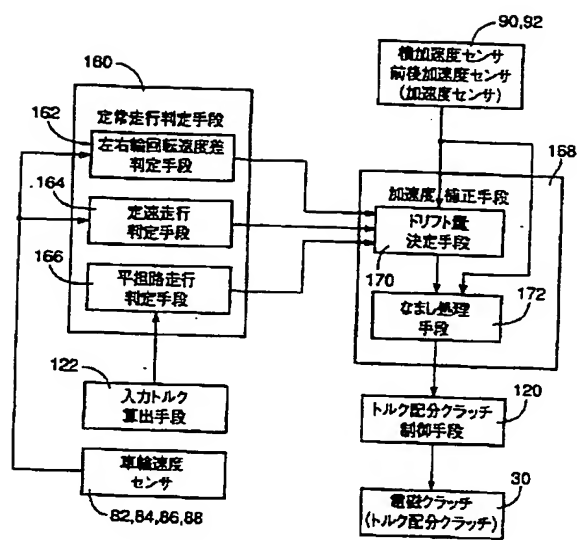 90,92
横加速度センサ
前後加速度センサ
(加速度センサ)
160
定常走行判定手段
162
左右輪回転速度差
判定手段
164
定速走行
判定手段
166
平担路走行
判定手段
168
加速度 補正手段
ドリフト量
決定手段
170
なまし処理
手段
172
122
入力トルク
算出手段
車輪速度
センサ
82,84,86,88
トルク配分クラッチ
制御手段
120
電磁クラッチ
(トルク配分クラッチ)
30